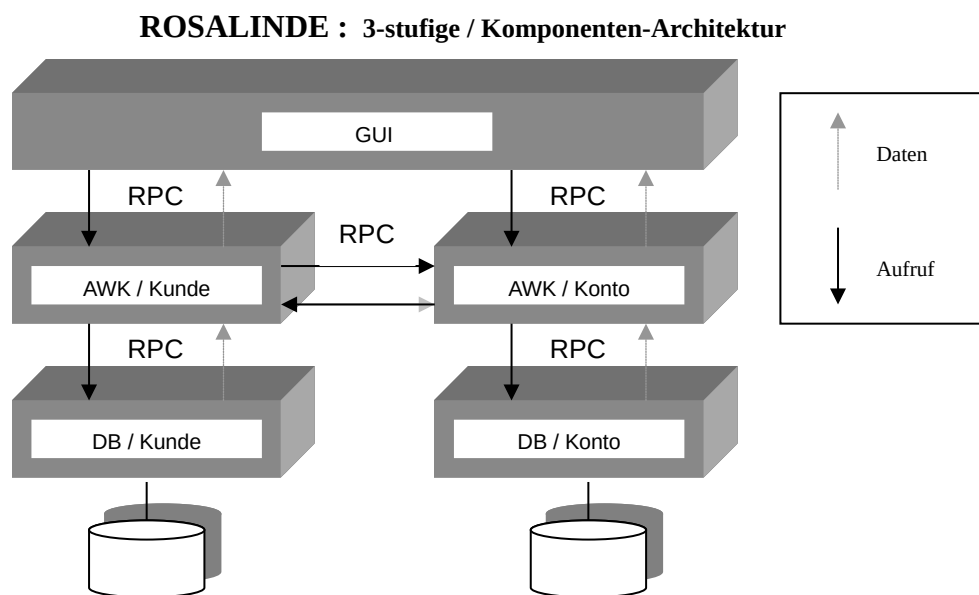 ROSALINDE : 3-stufige / Komponenten-Architektur
GUI
Daten
RPC
RPC
RPC
AWK / Kunde
AWK / Konto
Aufruf
RPC
RPC
DB / Kunde
DB / Konto